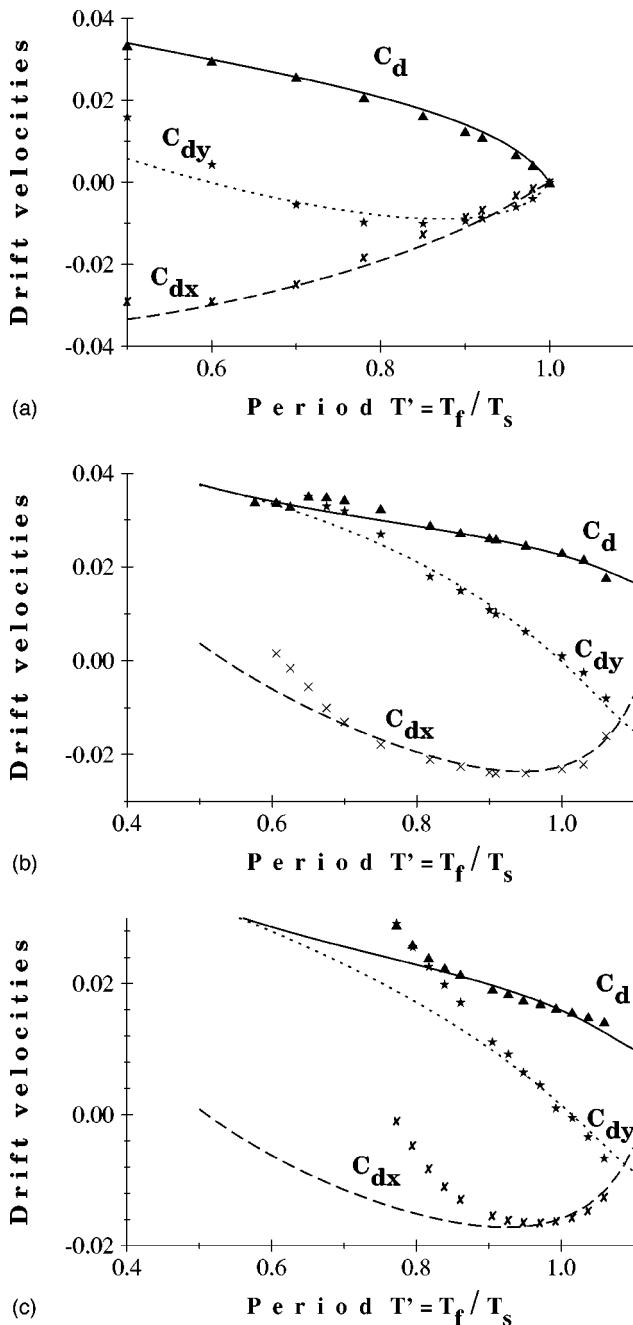 0.04
C_d
0.02
C_dy
0.00
-0.02
C_dx
-0.04
Drift velocities
0.6 0.8 1.0
(a) Period T' = T_f / T_s
0.04
C_d
0.02
C_dy
0.00
C_dx
-0.02
Drift velocities
0.4 0.6 0.8 1.0
(b) Period T' = T_f / T_s
0.02
C_d
0.00
C_dy
C_dx
-0.02
Drift velocities
0.4 0.6 0.8 1.0
(c) Period T' = T_f / T_s